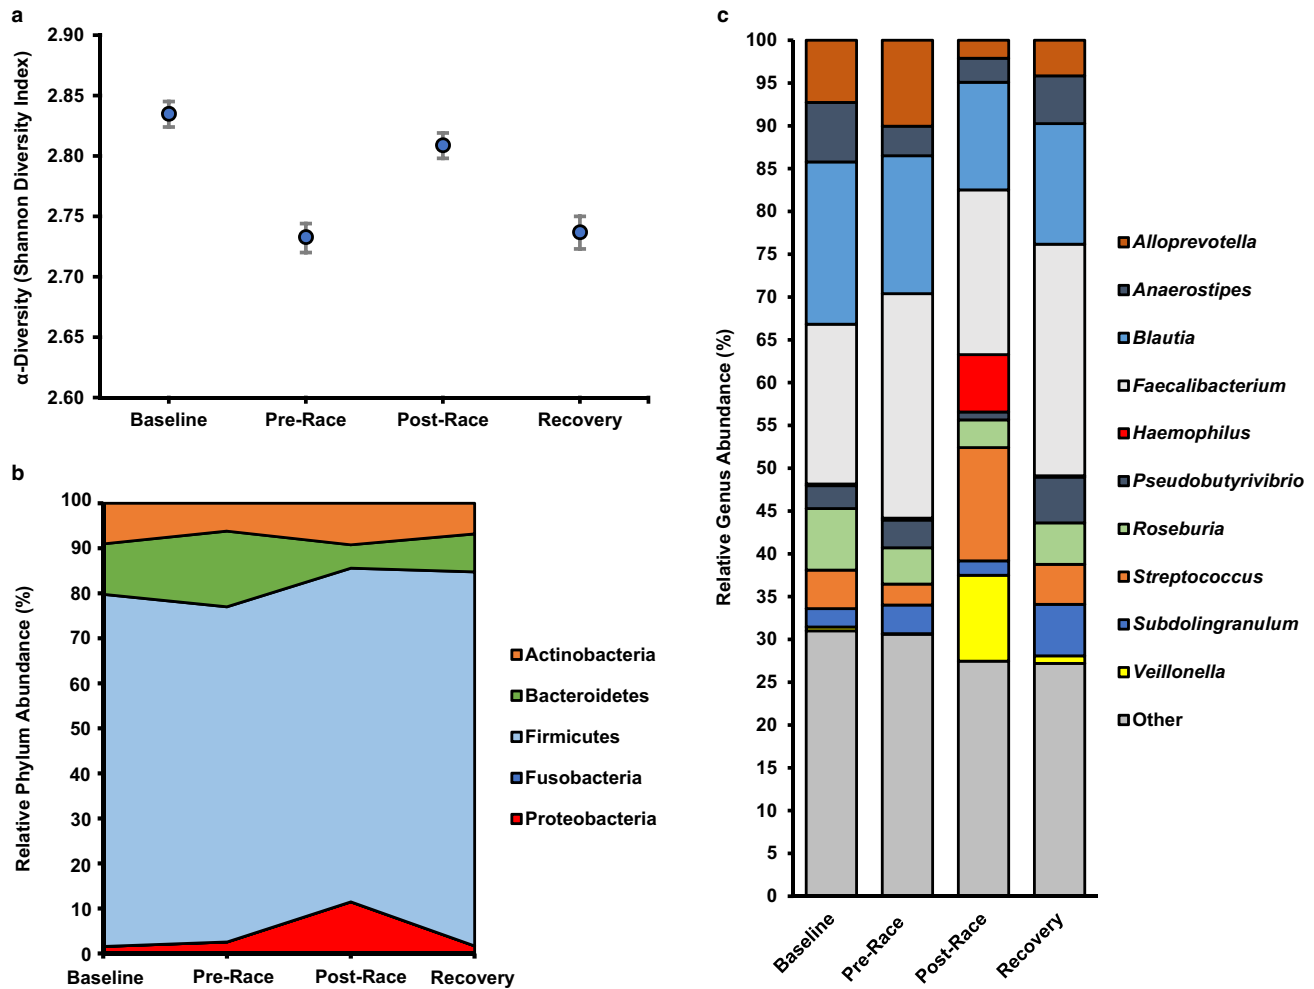 a
α-Diversity (Shannon Diversity Index)
2.90
2.85
2.80
2.75
2.70
2.65
2.60
Baseline Pre-Race Post-Race Recovery
b
Relative Phylum Abundance (%)
100
90
80
70
60
50
40
30
20
10
0
Baseline Pre-Race Post-Race Recovery
Actinobacteria
Bacteroidetes
Firmicutes
Fusobacteria
Proteobacteria
c
Relative Genus Abundance (%)
100
95
90
85
80
75
70
65
60
55
50
45
40
35
30
25
20
15
10
5
0
Baseline Pre-Race Post-Race Recovery
Alloprevotella
Anaerostipes
Blautia
Faecalibacterium
Haemophilus
Pseudobutyrivibrio
Roseburia
Streptococcus
Subdolingranulum
Veillonella
Other